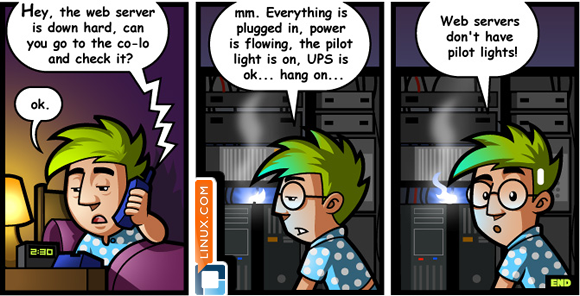 Hey, the web server
is down hard, can
you go to the co-lo
and check it?
ok.
2:30
mm. Everything is
plugged in, power
is flowing, the pilot
light is on, UPS is
ok... hang on...
LINUX.COM
Web servers
don't have
pilot lights!
END